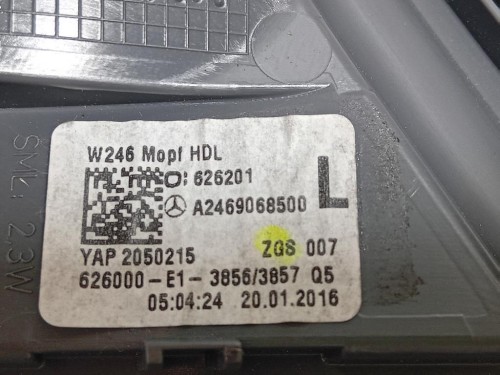 W246 Mopf HDL
626201
A2469068500
L
YAP 2050215 ZGS 007
626000-E1-3856/3857 Q5
05:04:24 20.01.2016
SML: 2,3W